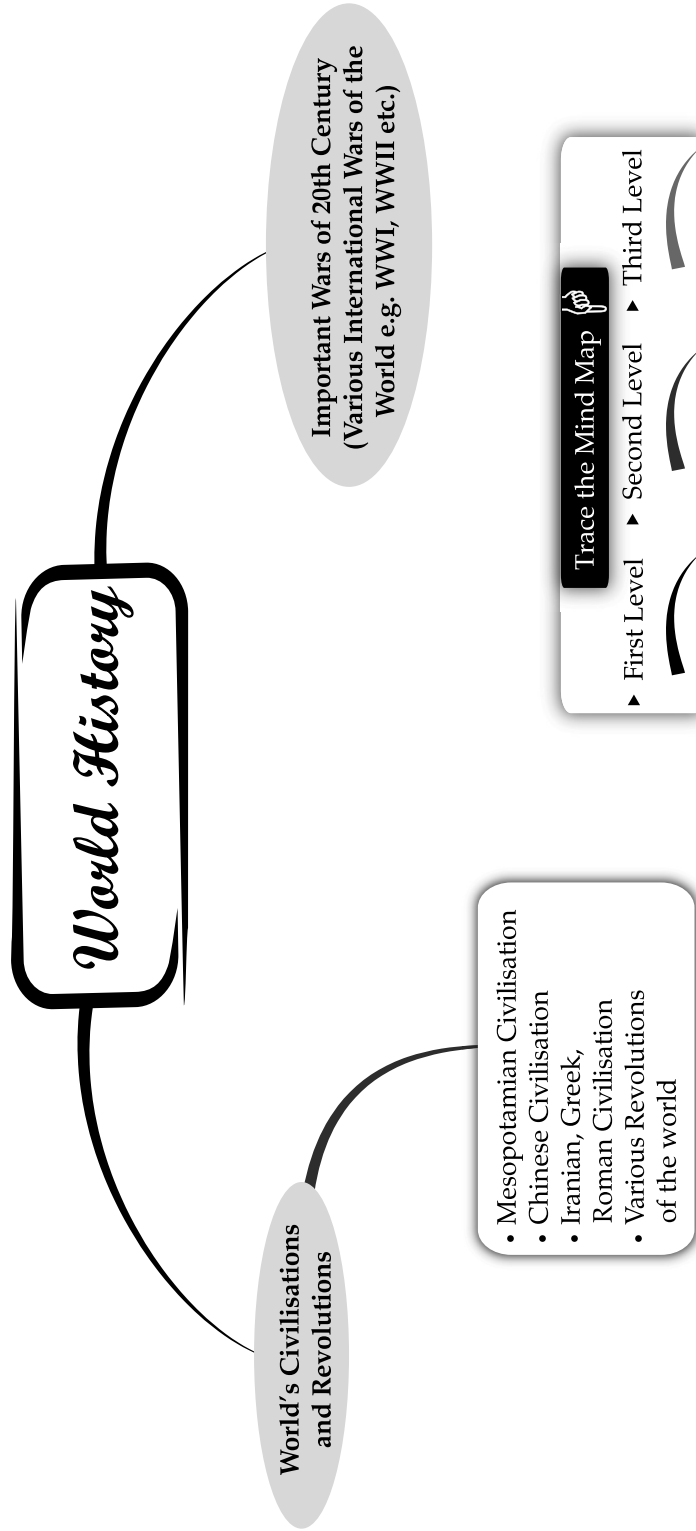 World History
World's Civilisations
and Revolutions
Important Wars of 20th Century
(Various International Wars of the
World e.g. WWI, WWII etc.)
• Mesopotamian Civilisation
• Chinese Civilisation
• Iranian, Greek,
Roman Civilisation
• Various Revolutions
of the world
Trace the Mind Map
▶ First Level ▶ Second Level ▶ Third Level